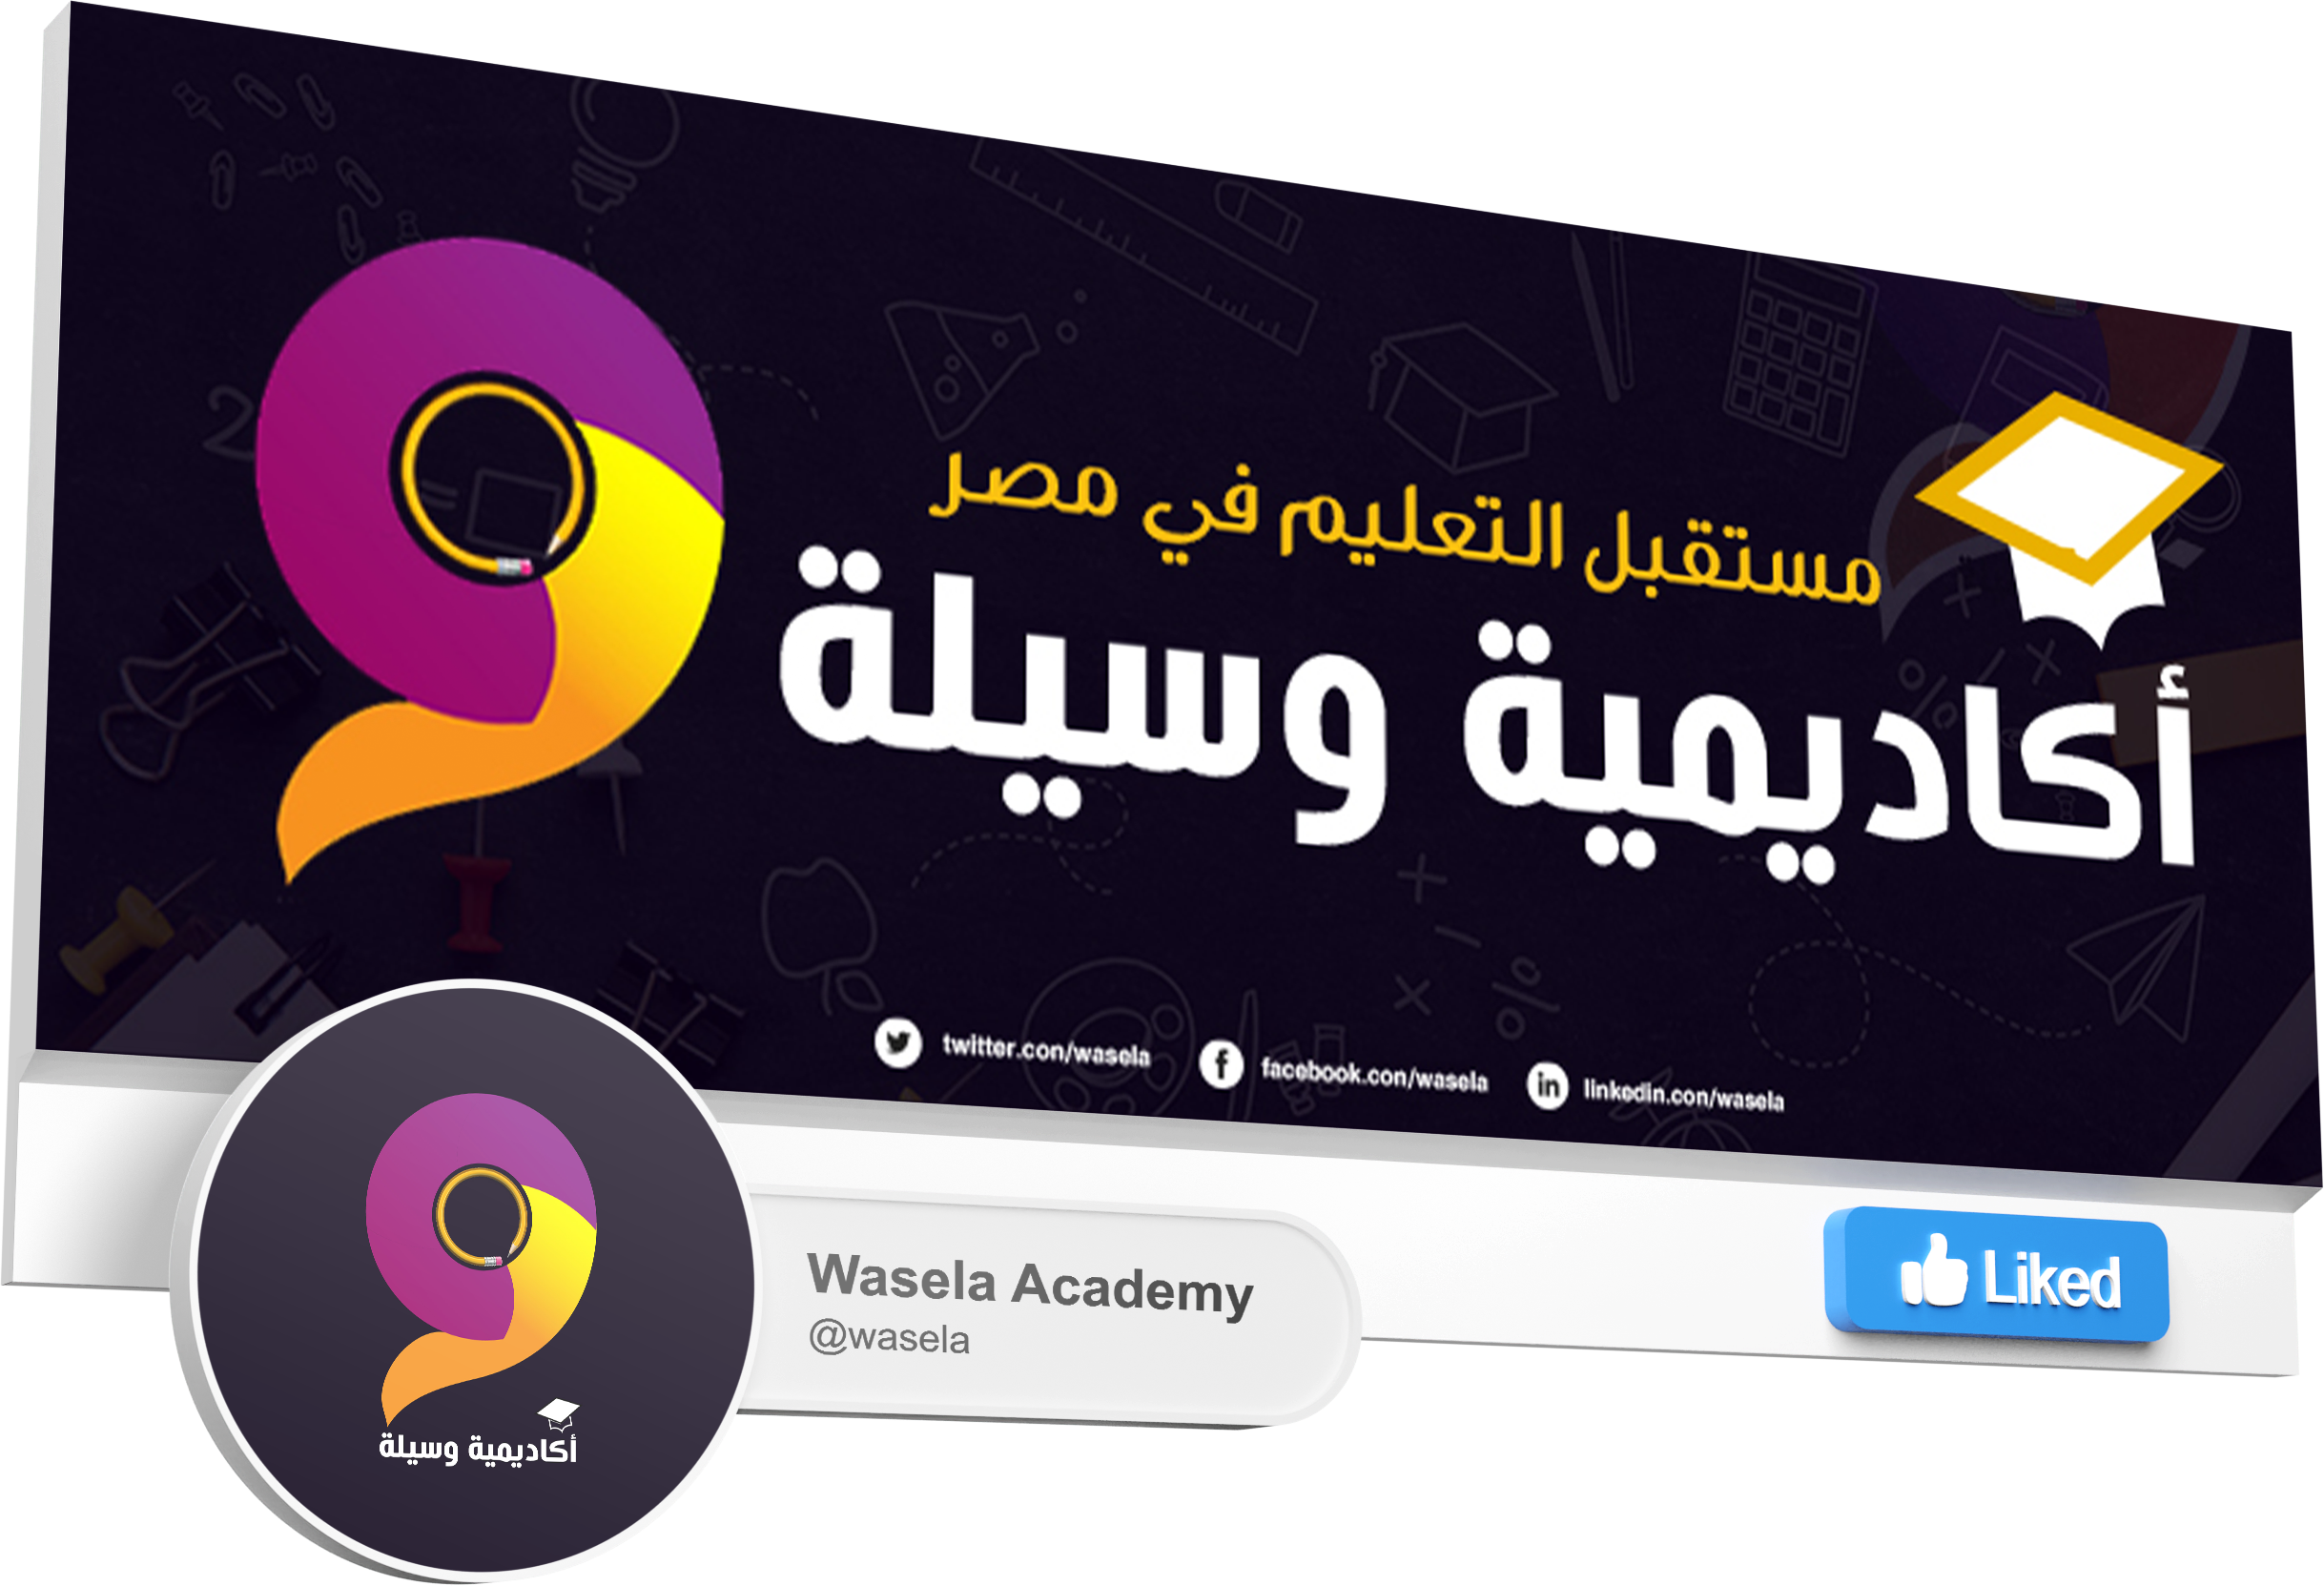 مستقبل التعليم في مصر
أكاديمية وسيلة
twitter.con/wasela
facebook.con/wasela
linkedin.con/wasela
Wasela Academy
@wasela
Liked
أكاديمية وسيلة